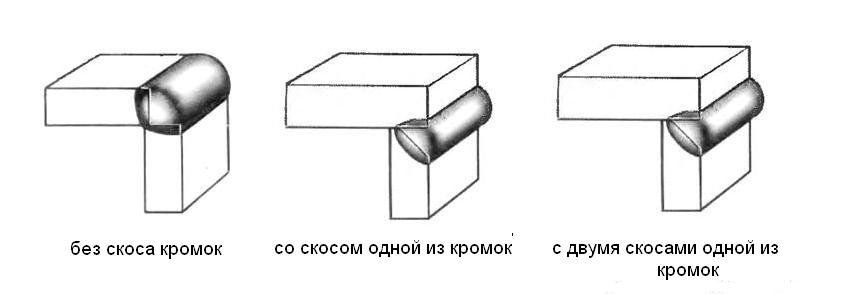 без скоса кромок
со скосом одной из кромок
с двумя скосами одной из
кромок